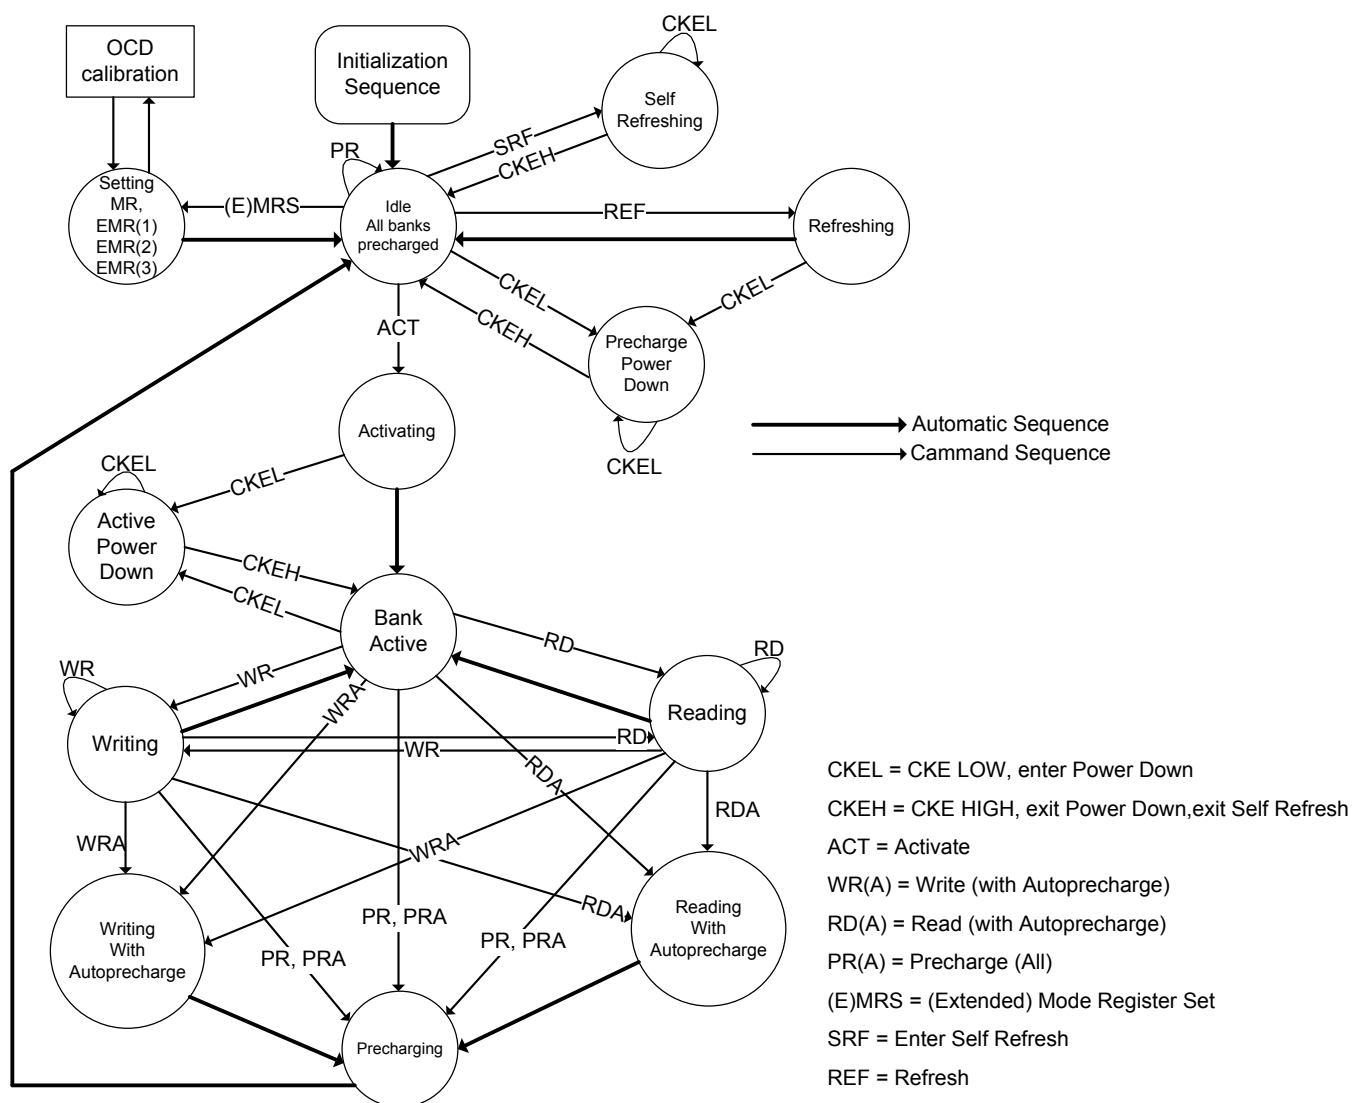 CKEL
OCD
calibration
Initialization
Sequence
Self
Refreshing
SRF
CKEH
PR
Setting
MR,
EMR(1)
EMR(2)
EMR(3)
(E)MRS
Idle
All banks
precharged
REF
Refreshing
CKEL
CKEH
CKEL
ACT
Precharge
Power
Down
CKEL
Activating
Automatic Sequence
Cammand Sequence
CKEL
CKEL
Active
Power
Down
CKEH
CKEL
Bank
Active
RD
RD
WR
WR
WRA
Reading
Writing
RD
WR
RDA
RDA
WRA
WRA
Writing
With
Autoprecharge
PR, PRA
PR, PRA
PR, PRA
RDA
Reading
With
Autoprecharge
Precharging
CKEL = CKE LOW, enter Power Down
CKEH = CKE HIGH, exit Power Down,exit Self Refresh
ACT = Activate
WR(A) = Write (with Autoprecharge)
RD(A) = Read (with Autoprecharge)
PR(A) = Precharge (All)
(E)MRS = (Extended) Mode Register Set
SRF = Enter Self Refresh
REF = Refresh